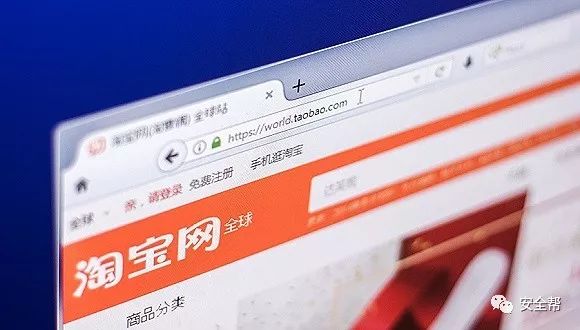 淘宝网(淘寶網) 全球站
https://world.taobao.com
全球 亲，请登录 免费注册 手机逛淘宝
淘宝网 全球
商品分类
安全帮